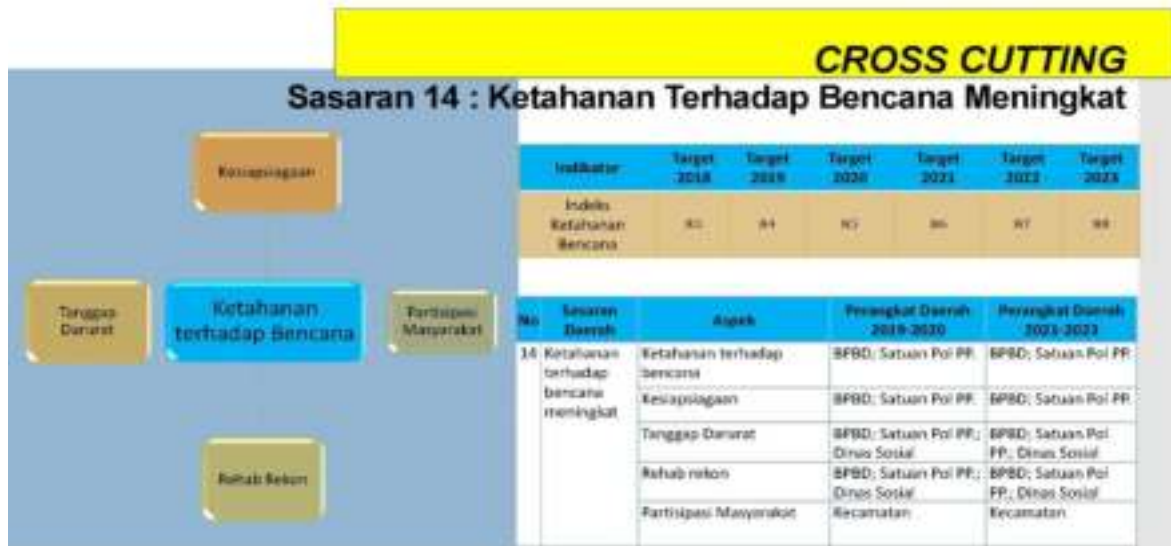 CROSS CUTTING
Sasaran 14 : Ketahanan Terhadap Bencana Meningkat
Kesiapsiagaan
Tanggap
Darurat
Ketahanan
terhadap Bencana
Partisipasi
Masyarakat
Rehab Rekon
Indikator
Target
2018
Target
2019
Target
2020
Target
2021
Target
2022
Target
2023
Indeks
Ketahanan
Bencana
No
Sasaran
Daerah
Aspek
Perangkat Daerah
2019-2020
Perangkat Daerah
2021-2023
14
Ketahanan
terhadap
bencana
meningkat
Ketahanan terhadap
bencana
BPBD; Satuan Pol PP.
BPBD; Satuan Pol PP.
Kesiapsiagaan
BPBD; Satuan Pol PP.
BPBD; Satuan Pol PP.
Tanggap Darurat
BPBD; Satuan Pol PP.;
Dinas Sosial
BPBD; Satuan Pol
PP.; Dinas Sosial
Rehab rekon
BPBD; Satuan Pol PP.;
Dinas Sosial
BPBD; Satuan Pol
PP.; Dinas Sosial
Partisipasi Masyarakat
Kecamatan
Kecamatan